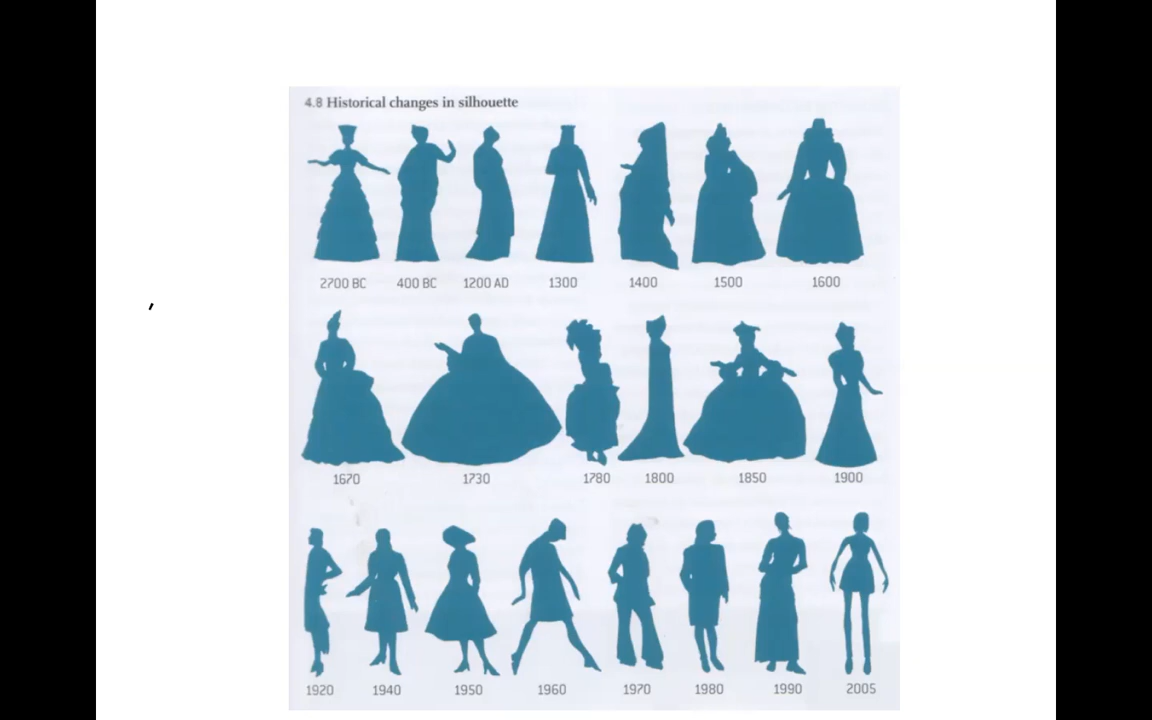 4.8 Historical changes in silhouette
2700 BC 400 BC 1200 AD 1300 1400 1500 1600
,
1670 1730 1780 1800 1850 1900
1920 1940 1950 1960 1970 1980 1990 2005